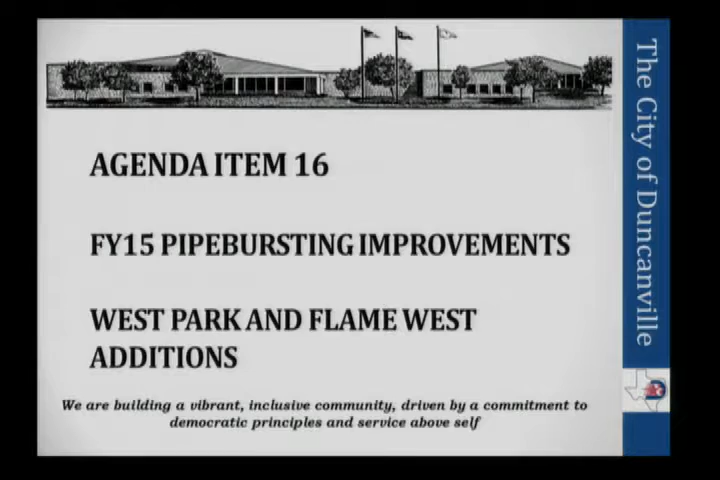 AGENDA ITEM 16
FY15 PIPEBURSTING IMPROVEMENTS
WEST PARK AND FLAME WEST
ADDITIONS
We are building a vibrant, inclusive community, driven by a commitment to
democratic principles and service above self
The City of Duncanville